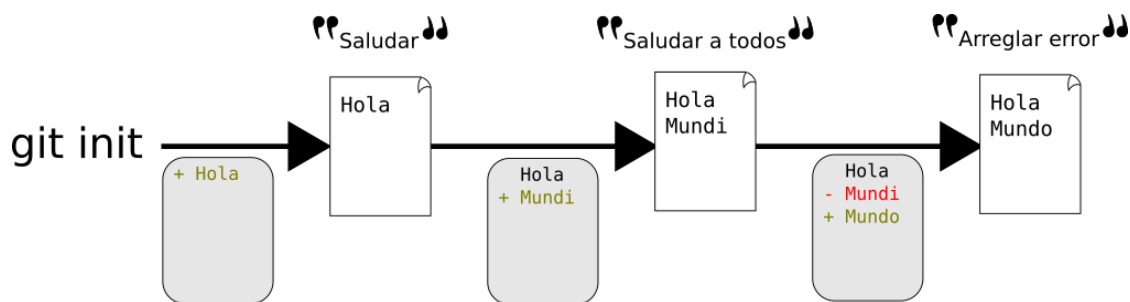 "Saludar"
"Saludar a todos"
"Arreglar error"
git init
Hola
Hola
Mundi
Hola
Mundo
+ Hola
Hola
+ Mundi
Hola
- Mundi
+ Mundo